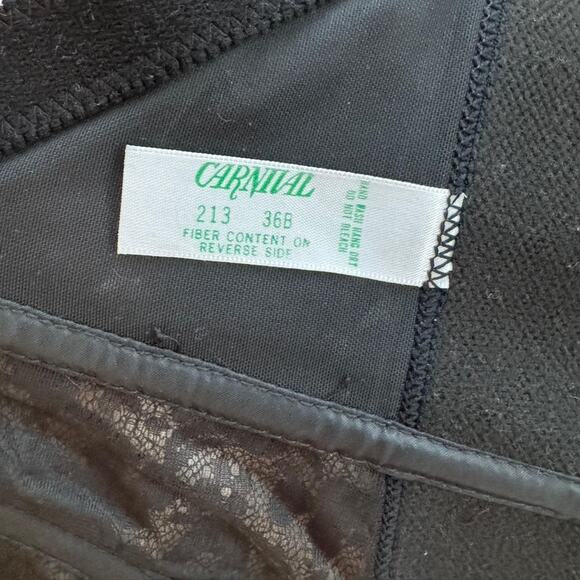 CARNIVAL
213 36B
FIBER CONTENT ON
REVERSE SIDE
HAND WASH HANG DRY
DO NOT BLEACH